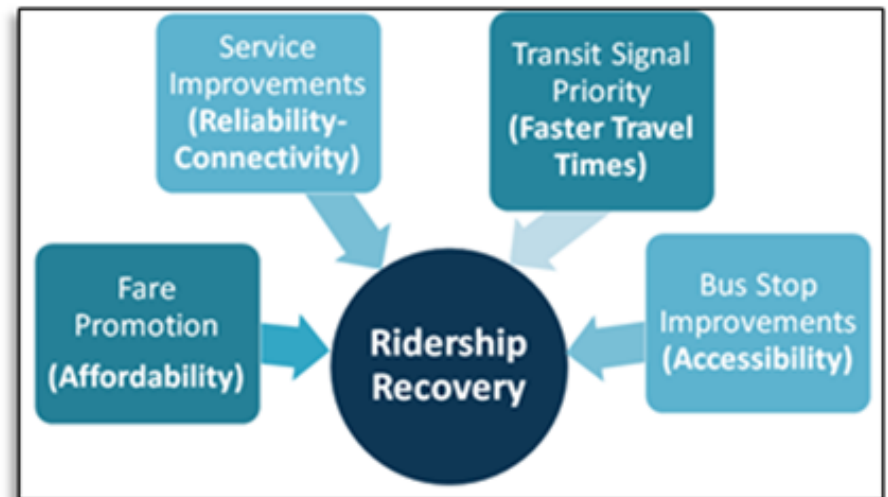 Service
Improvements
(Reliability-
Connectivity)
Transit Signal
Priority
(Faster Travel
Times)
Fare
Promotion
(Affordability)
Ridership
Recovery
Bus Stop
Improvements
(Accessibility)